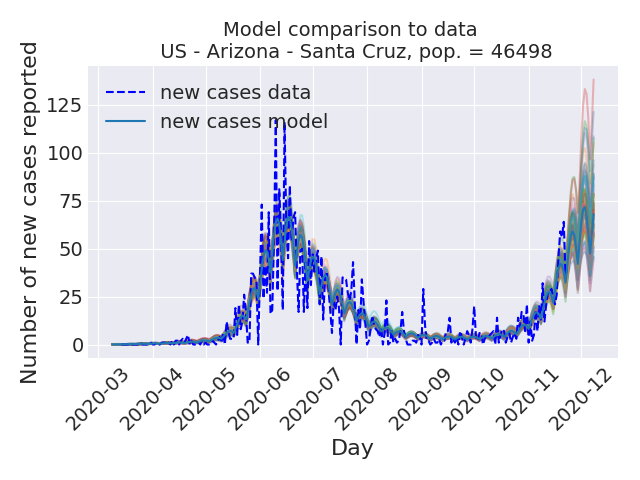 Model comparison to data
US - Arizona - Santa Cruz, pop. = 46498
Number of new cases reported
125
100
75
50
25
0
new cases data
new cases model
2020-03
2020-04
2020-05
2020-06
2020-07
2020-08
2020-09
2020-10
2020-11
2020-12
Day